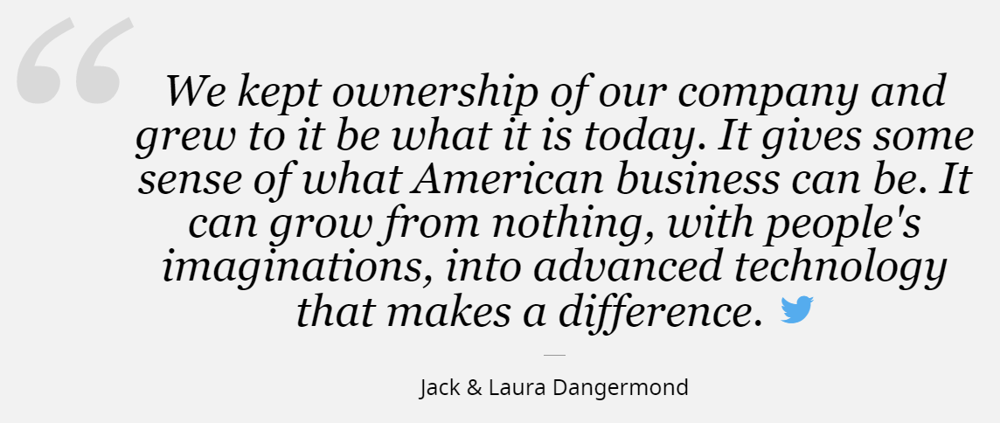 We kept ownership of our company and
grew to it be what it is today. It gives some
sense of what American business can be. It
can grow from nothing, with people's
imaginations, into advanced technology
that makes a difference.
Jack & Laura Dangermond